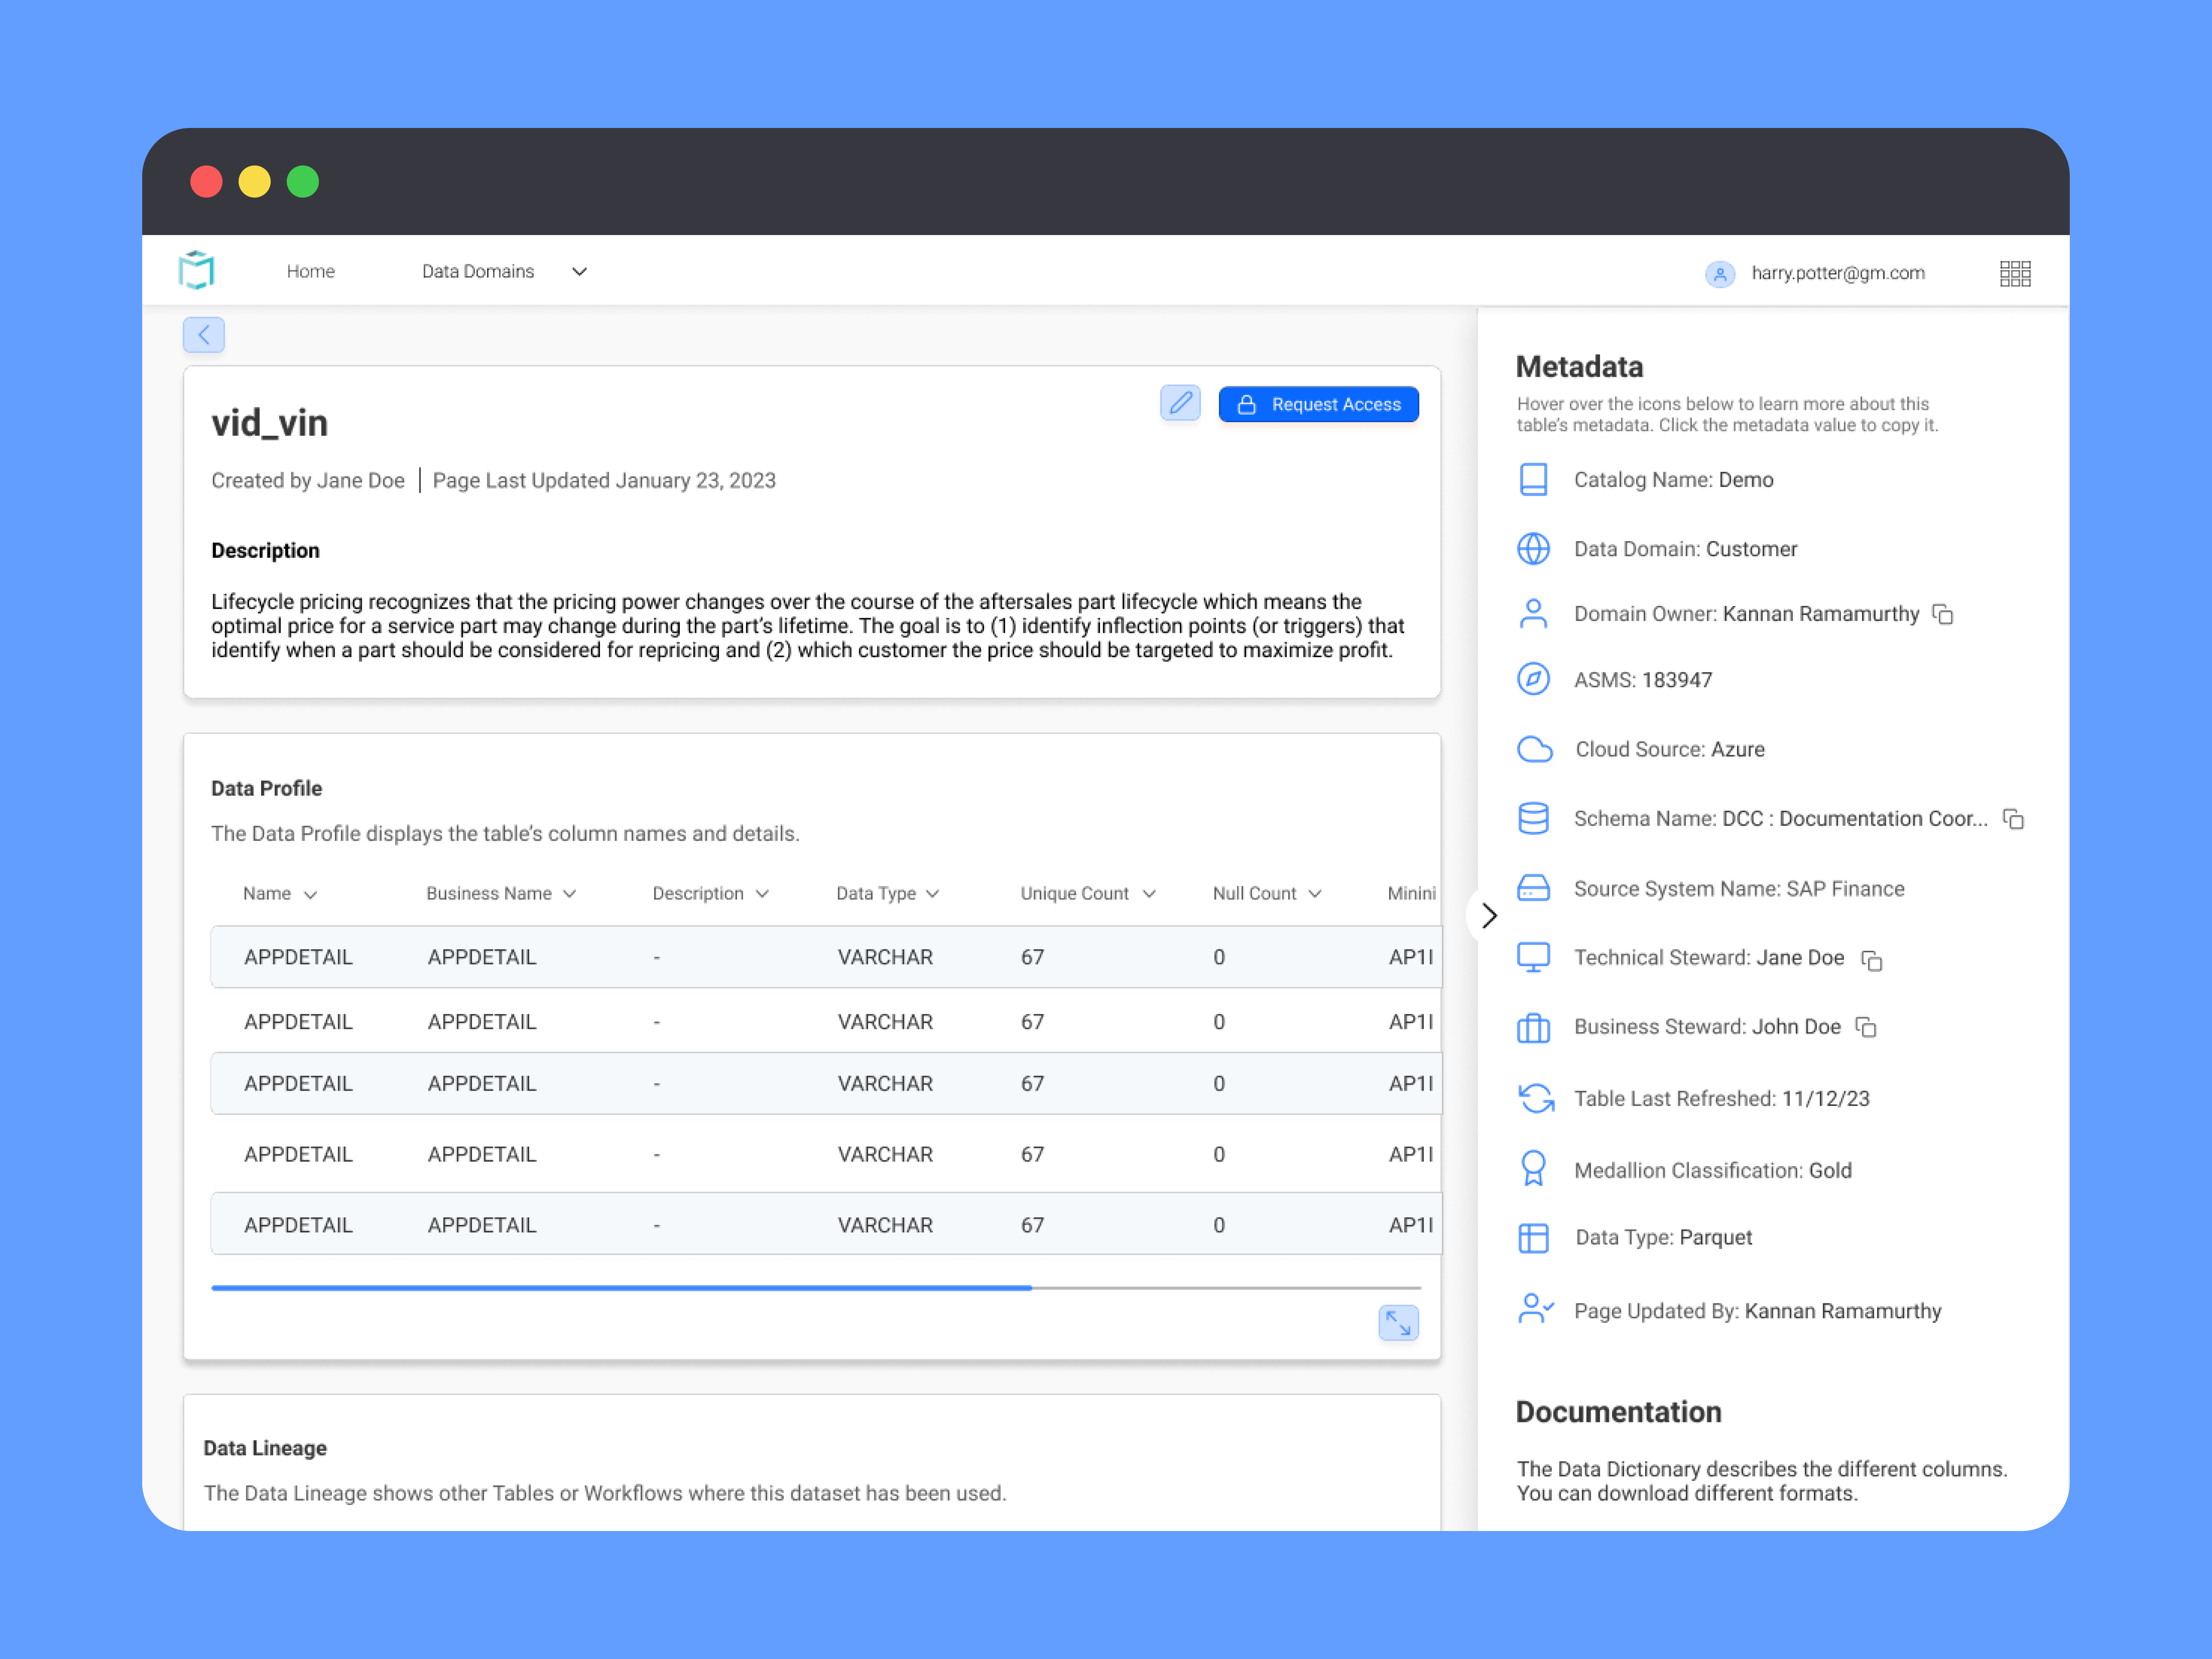 Home
Data Domains
harry.potter@gm.com
vid_vin
Request Access
Created by Jane Doe | Page Last Updated January 23, 2023
Description
Lifecycle pricing recognizes that the pricing power changes over the course of the aftersales part lifecycle which means the
optimal price for a service part may change during the part's lifetime. The goal is to (1) identify inflection points (or triggers) that
identify when a part should be considered for repricing and (2) which customer the price should be targeted to maximize profit.
Data Profile
The Data Profile displays the table's column names and details.
Name Business Name Description Data Type Unique Count Null Count Minini
APPDETAIL APPDETAIL - VARCHAR 67 0 AP1I
APPDETAIL APPDETAIL - VARCHAR 67 0 AP1I
APPDETAIL APPDETAIL - VARCHAR 67 0 AP1I
APPDETAIL APPDETAIL - VARCHAR 67 0 AP1I
APPDETAIL APPDETAIL - VARCHAR 67 0 AP1I
Data Lineage
The Data Lineage shows other Tables or Workflows where this dataset has been used.
Metadata
Hover over the icons below to learn more about this
table's metadata. Click the metadata value to copy it.
Catalog Name: Demo
Data Domain: Customer
Domain Owner: Kannan Ramamurthy
ASMS: 183947
Cloud Source: Azure
Schema Name: DCC : Documentation Coor...
Source System Name: SAP Finance
Technical Steward: Jane Doe
Business Steward: John Doe
Table Last Refreshed: 11/12/23
Medallion Classification: Gold
Data Type: Parquet
Page Updated By: Kannan Ramamurthy
Documentation
The Data Dictionary describes the different columns.
You can download different formats.